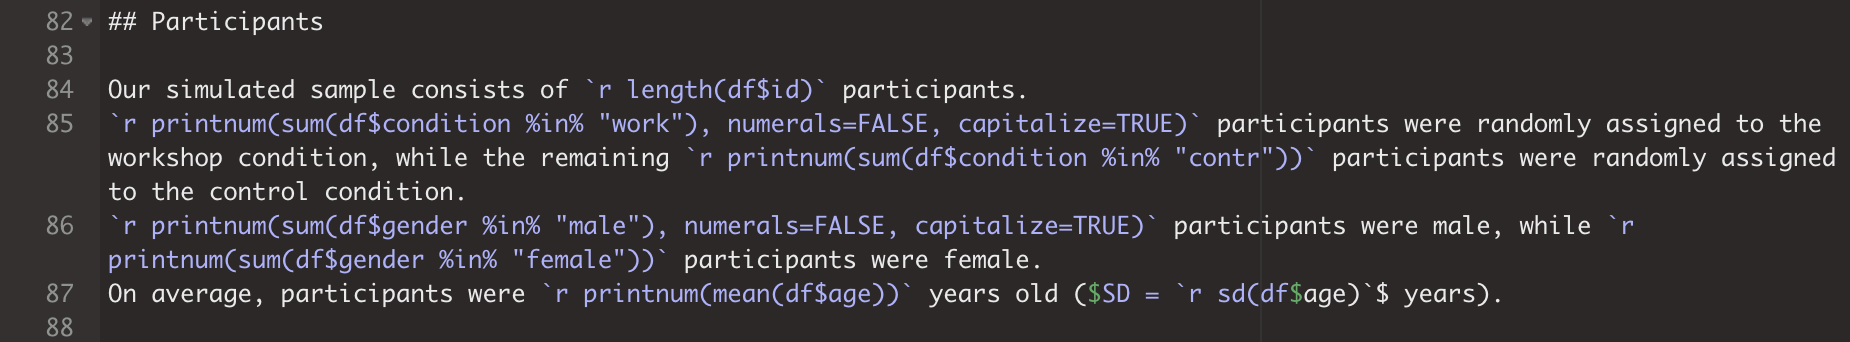 82 ## Participants
83
84 Our simulated sample consists of `r length(df$id)` participants.
85 `r printnum(sum(df$condition %in% "work"), numerals=FALSE, capitalize=TRUE)` participants were randomly assigned to the
workshop condition, while the remaining `r printnum(sum(df$condition %in% "contr"))` participants were randomly assigned
to the control condition.
86 `r printnum(sum(df$gender %in% "male"), numerals=FALSE, capitalize=TRUE)` participants were male, while `r
printnum(sum(df$gender %in% "female"))` participants were female.
87 On average, participants were `r printnum(mean(df$age))` years old ($SD = `r sd(df$age)`$ years).
88